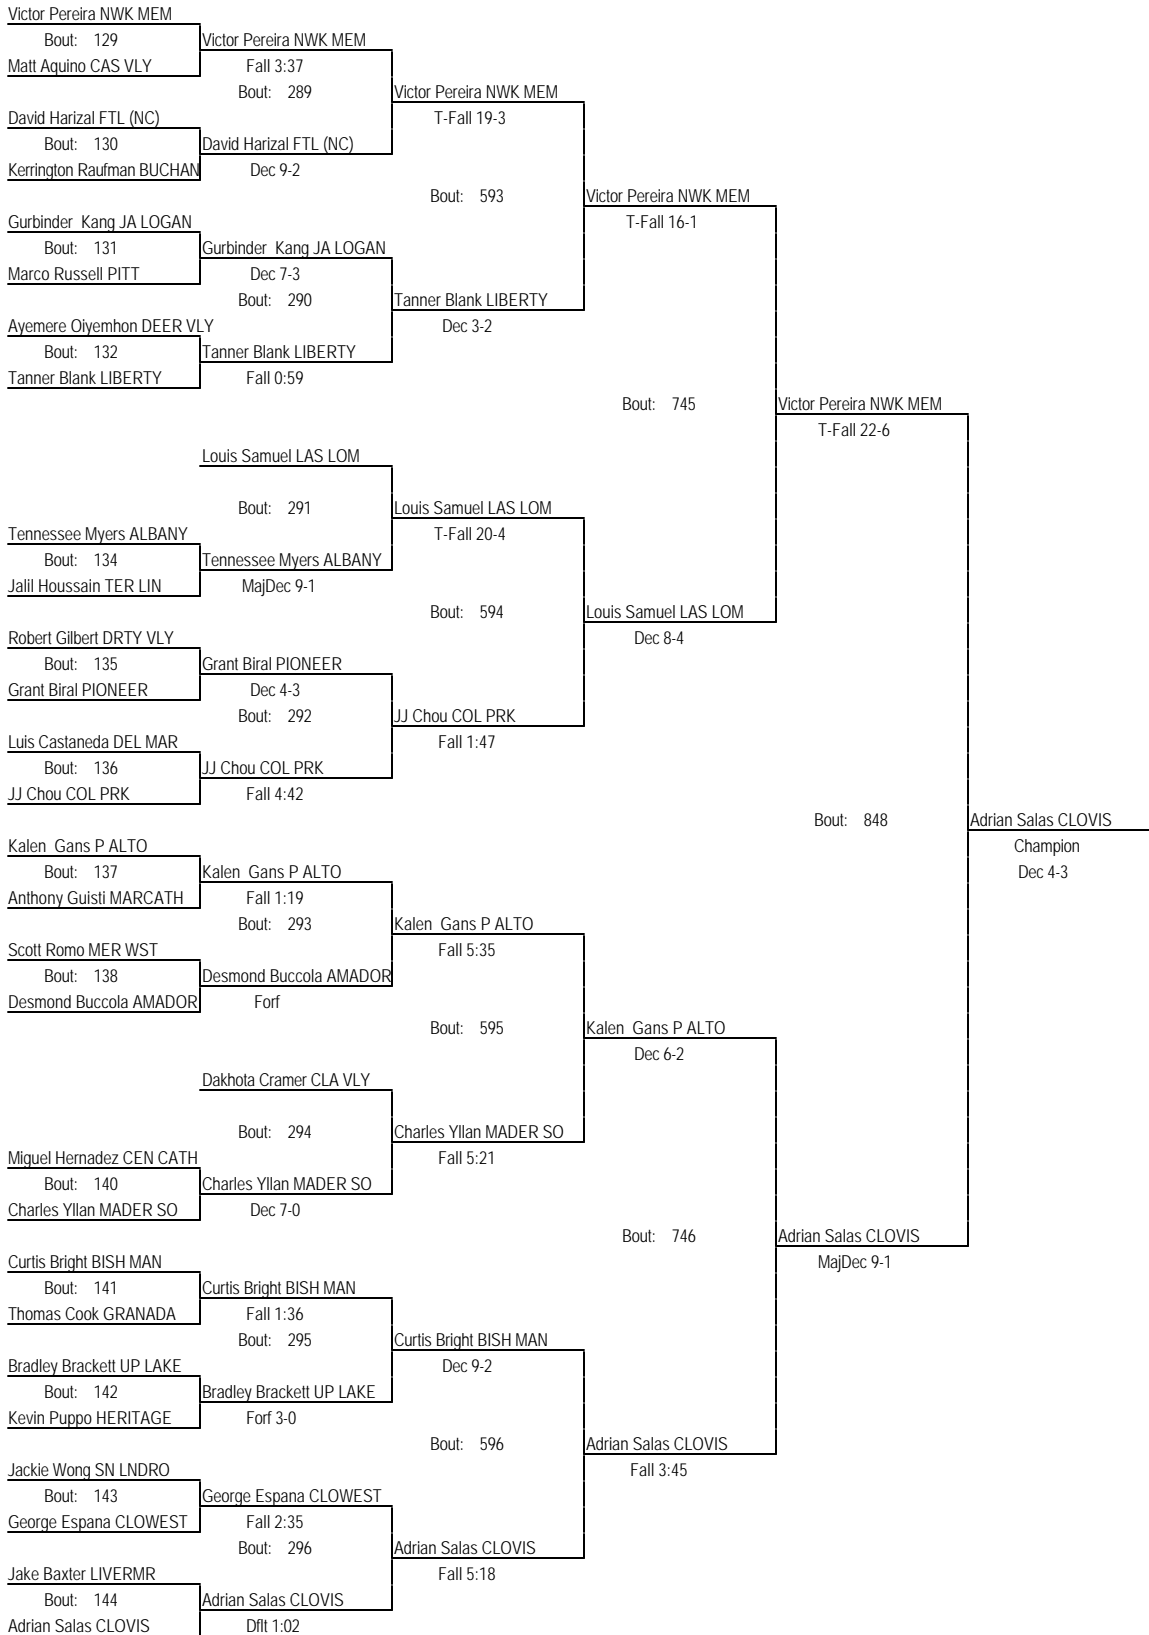 Victor Pereira NWK MEM
Bout: 129
Victor Pereira NWK MEM
Matt Aquino CAS VLY
Fall 3:37
Bout: 289
Victor Pereira NWK MEM
David Harizal FTL (NC)
T-Fall 19-3
Bout: 130
David Harizal FTL (NC)
Kerrington Raufman BUCHAN
Dec 9-2
Bout: 593
Victor Pereira NWK MEM
Gurbinder Kang JA LOGAN
T-Fall 16-1
Bout: 131
Gurbinder Kang JA LOGAN
Marco Russell PITT
Dec 7-3
Bout: 290
Tanner Blank LIBERTY
Ayemere Oiyemhon DEER VLY
Dec 3-2
Bout: 132
Tanner Blank LIBERTY
Tanner Blank LIBERTY
Fall 0:59
Bout: 745
Victor Pereira NWK MEM
T-Fall 22-6
Louis Samuel LAS LOM
Bout: 291
Louis Samuel LAS LOM
Tennessee Myers ALBANY
T-Fall 20-4
Bout: 134
Tennessee Myers ALBANY
Jalil Houssain TER LIN
MajDec 9-1
Bout: 594
Louis Samuel LAS LOM
Robert Gilbert DRTY VLY
Dec 8-4
Bout: 135
Grant Biral PIONEER
Grant Biral PIONEER
Dec 4-3
Bout: 292
JJ Chou COL PRK
Luis Castaneda DEL MAR
Fall 1:47
Bout: 136
JJ Chou COL PRK
JJ Chou COL PRK
Fall 4:42
Bout: 848
Adrian Salas CLOVIS
Kalen Gans P ALTO
Champion
Bout: 137
Kalen Gans P ALTO
Dec 4-3
Anthony Guisti MARCATH
Fall 1:19
Bout: 293
Kalen Gans P ALTO
Scott Romo MER WST
Fall 5:35
Bout: 138
Desmond Buccola AMADOR
Desmond Buccola AMADOR
Forf
Bout: 595
Kalen Gans P ALTO
Dec 6-2
Dakhota Cramer CLA VLY
Bout: 294
Charles Yllan MADER SO
Miguel Hernadez CEN CATH
Fall 5:21
Bout: 140
Charles Yllan MADER SO
Charles Yllan MADER SO
Dec 7-0
Bout: 746
Adrian Salas CLOVIS
Curtis Bright BISH MAN
MajDec 9-1
Bout: 141
Curtis Bright BISH MAN
Thomas Cook GRANADA
Fall 1:36
Bout: 295
Curtis Bright BISH MAN
Bradley Brackett UP LAKE
Dec 9-2
Bout: 142
Bradley Brackett UP LAKE
Kevin Puppo HERITAGE
Forf 3-0
Bout: 596
Adrian Salas CLOVIS
Jackie Wong SN LNDRO
Fall 3:45
Bout: 143
George Espana CLOWEST
George Espana CLOWEST
Fall 2:35
Bout: 296
Adrian Salas CLOVIS
Jake Baxter LIVERMR
Fall 5:18
Bout: 144
Adrian Salas CLOVIS
Adrian Salas CLOVIS
Dflt 1:02